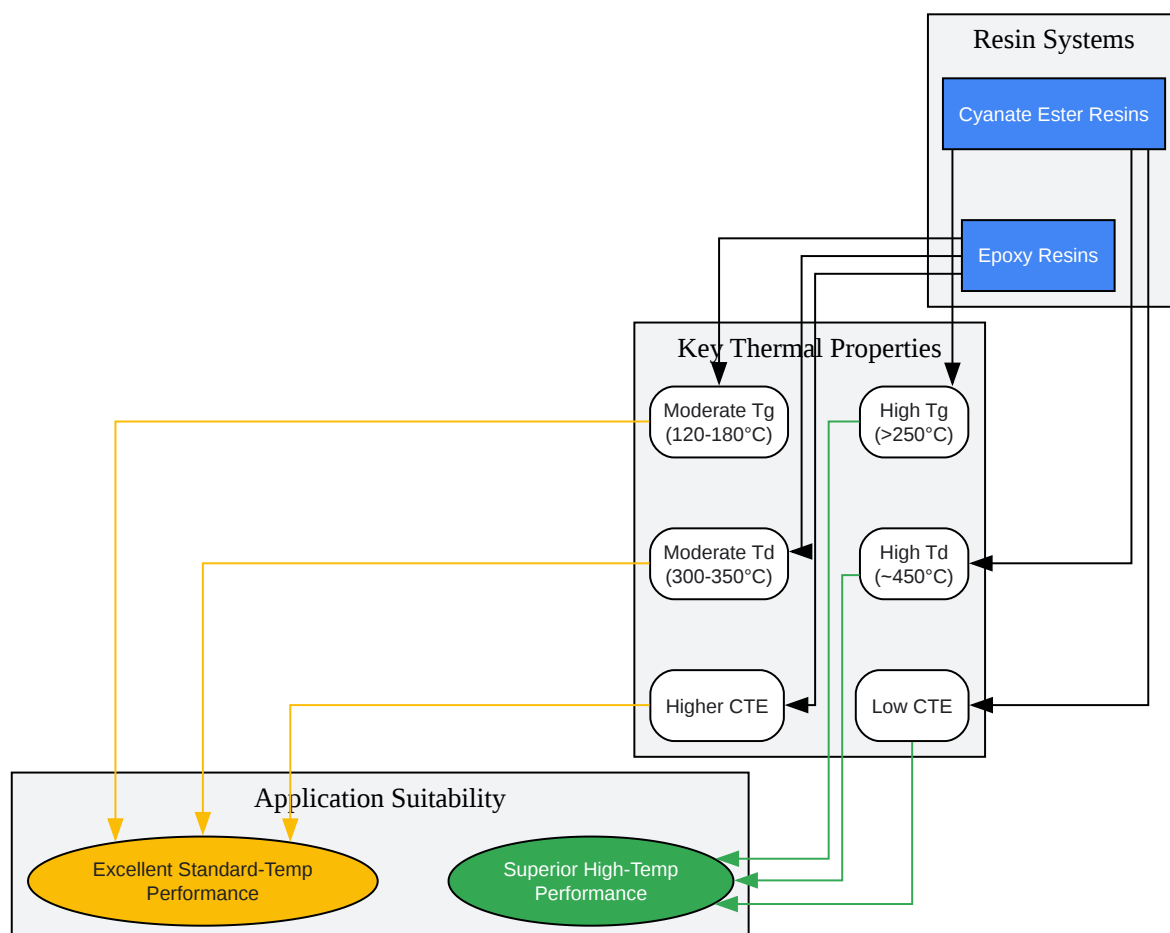 Resin Systems
Cyanate Ester Resins
Epoxy Resins
Key Thermal Properties
Moderate Tg
(120-180°C)
High Tg
(>250°C)
Moderate Td
(300-350°C)
High Td
(~450°C)
Higher CTE
Low CTE
Application Suitability
Excellent Standard-Temp
Performance
Superior High-Temp
Performance